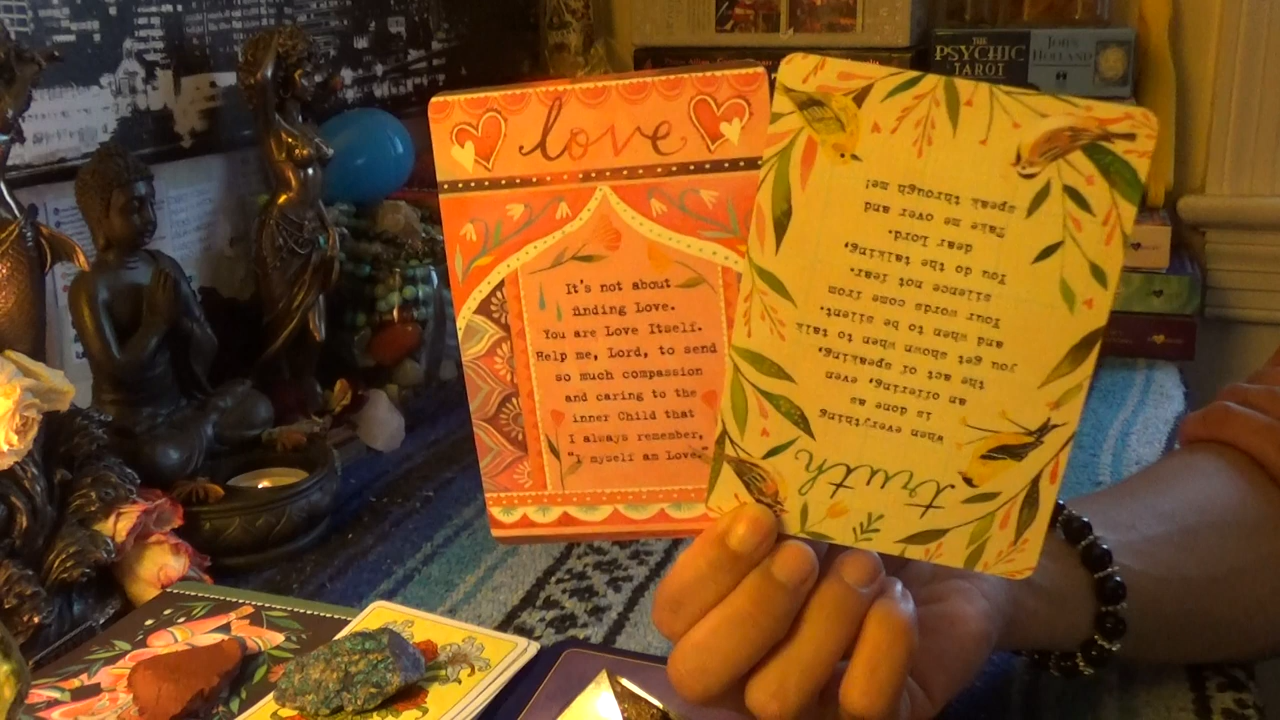 THE
PSYCHIC
TAROT
JOHN
HOLLAND
love
It's not about
finding Love.
You are Love Itself.
Help me, Lord, to send
so much compassion
and caring to the
inner Child that
I always remember,
"I myself am Love."
truth
when everything
is done as
an offering, even
the act of speaking,
you get shown when to talk
and when to be silent.
Your words come from
silence not fear.
You do the talking,
dear Lord.
Take me over and
speak through me!